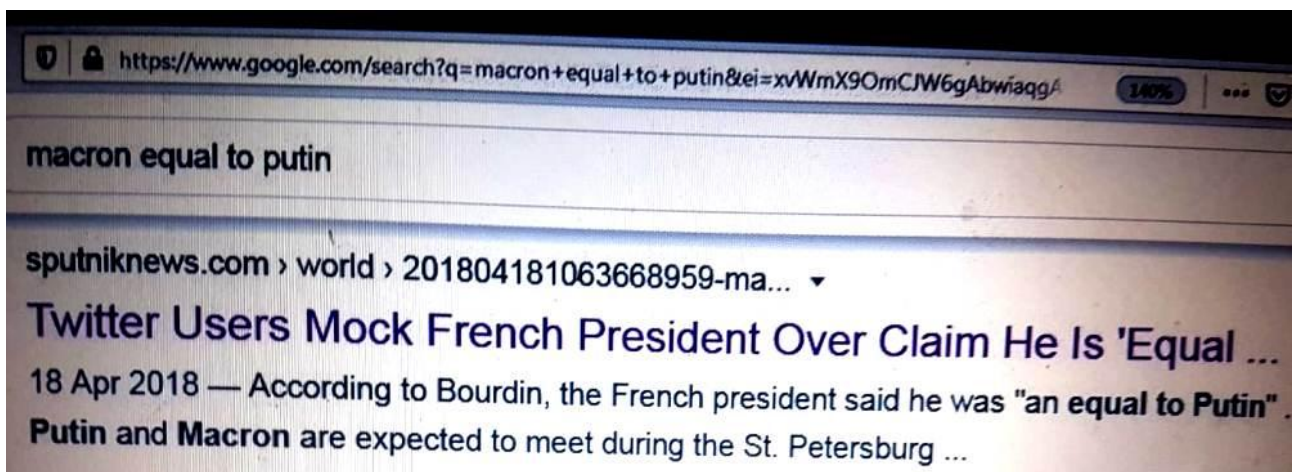 https://www.google.com/search?q=macron+equal+to+putin&ei=xvWmX9OmCJW6gAbwiaqgA
140%
macron equal to putin
sputniknews.com › world › 201804181063668959-ma...
Twitter Users Mock French President Over Claim He Is 'Equal ...
18 Apr 2018 — According to Bourdin, the French president said he was "an equal to Putin" .
Putin and Macron are expected to meet during the St. Petersburg ...